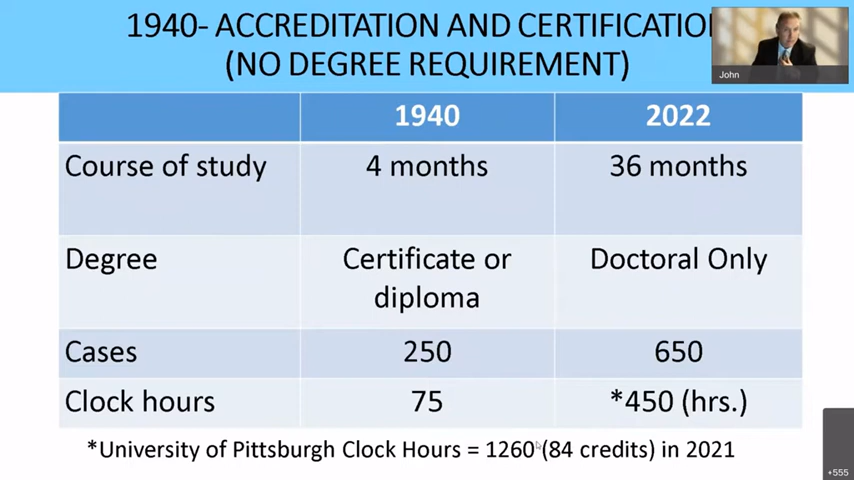 1940- ACCREDITATION AND CERTIFICATION
(NO DEGREE REQUIREMENT)
John
1940 2022
Course of study 4 months 36 months
Degree Certificate or diploma Doctoral Only
Cases 250 650
Clock hours 75 *450 (hrs.)
*University of Pittsburgh Clock Hours = 1260 (84 credits) in 2021
+555